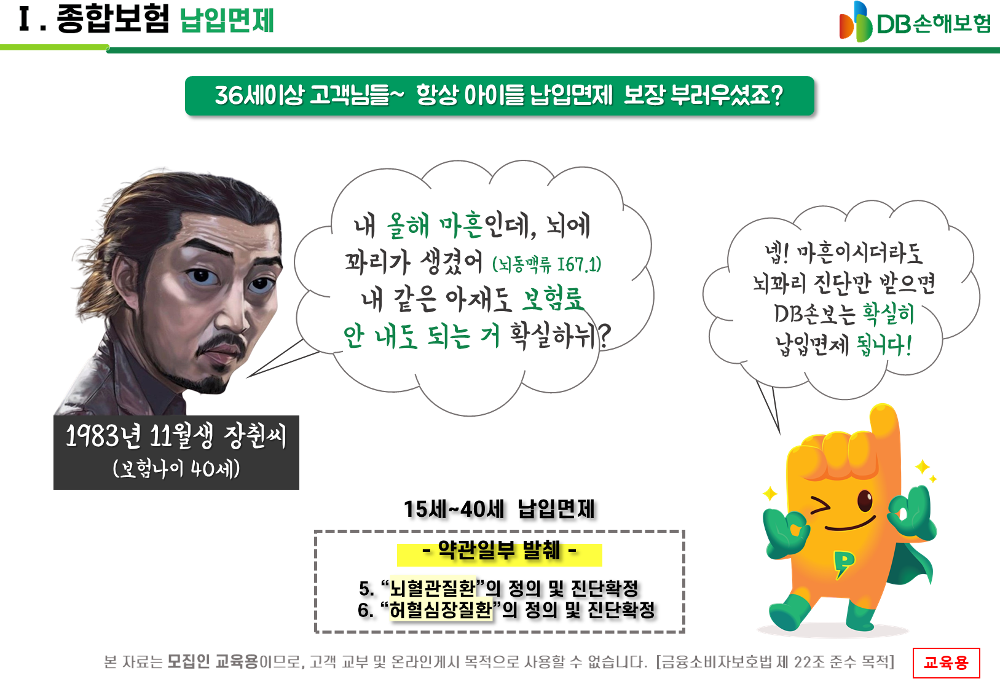 Ⅰ. 종합보험 납입면제
DB손해보험
36세이상 고객님들~ 항상 아이들 납입면제 보장 부러우셨죠?
내 올해 마흔인데, 뇌에
꽈리가 생겼어 (뇌동맥류 I67.1)
내 같은 아재도 보험료
안 내도 되는 거 확실하뉘?
넵! 마흔이시더라도
뇌꽈리 진단만 받으면
DB손보는 확실히
납입면제 됩니다!
1983년 11월생 장췬씨
(보험나이 40세)
15세~40세 납입면제
- 약관일부 발췌 -
5. “뇌혈관질환”의 정의 및 진단확정
6. “허혈심장질환”의 정의 및 진단확정
본 자료는 모집인 교육용이므로, 고객 교부 및 온라인게시 목적으로 사용할 수 없습니다. [금융소비자보호법 제 22조 준수 목적]
교육용